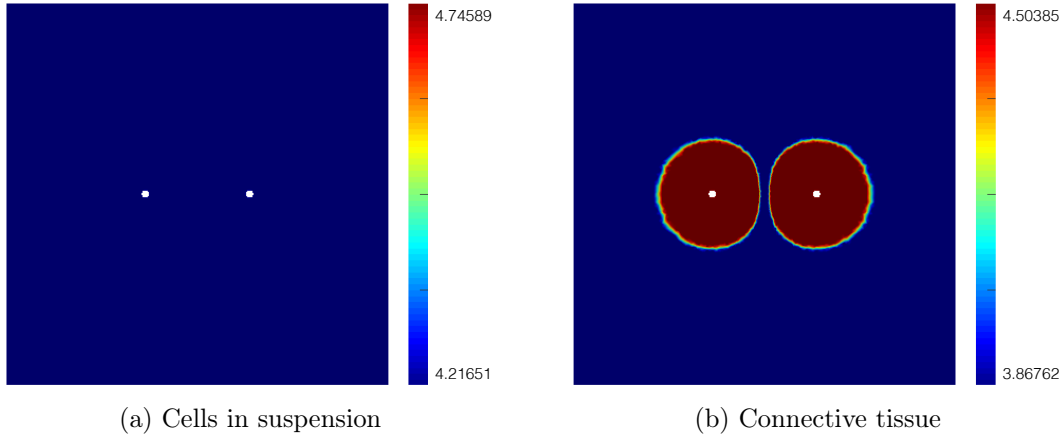 4.74589
4.21651
(a) Cells in suspension
4.50385
3.86762
(b) Connective tissue